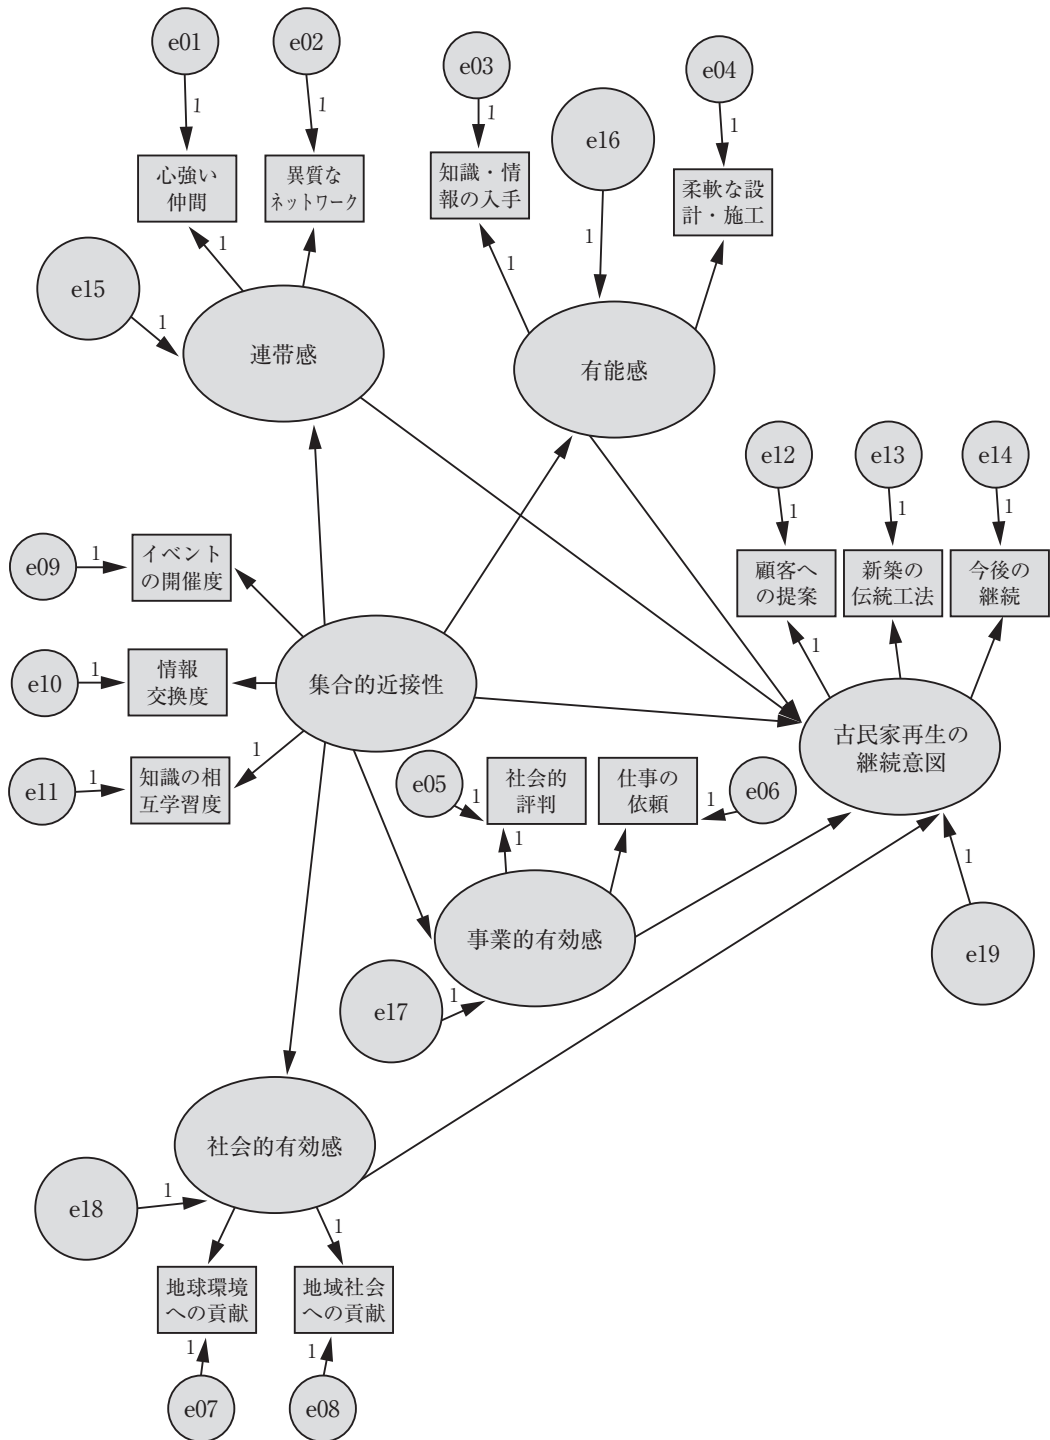 e01
e02
e03
e04
1
1
1
1
e16
心強い
仲間
異質な
ネットワーク
知識・情
報の入手
柔軟な設
計・施工
1
1
1
e15
1
連帯感
有能感
e12
e13
e14
1
1
1
e09
1
イベント
の開催度
顧客へ
の提案
新築の
伝統工法
今後の
継続
1
e10
1
情報
交換度
集合的近接性
古民家再生の
継続意図
1
e11
1
知識の相
互学習度
e05
1
社会的
評判
仕事の
依頼
1
e06
1
1
事業的有効感
e19
e17
1
社会的有効感
e18
1
1
地球環境
への貢献
地域社会
への貢献
1
1
e07
e08